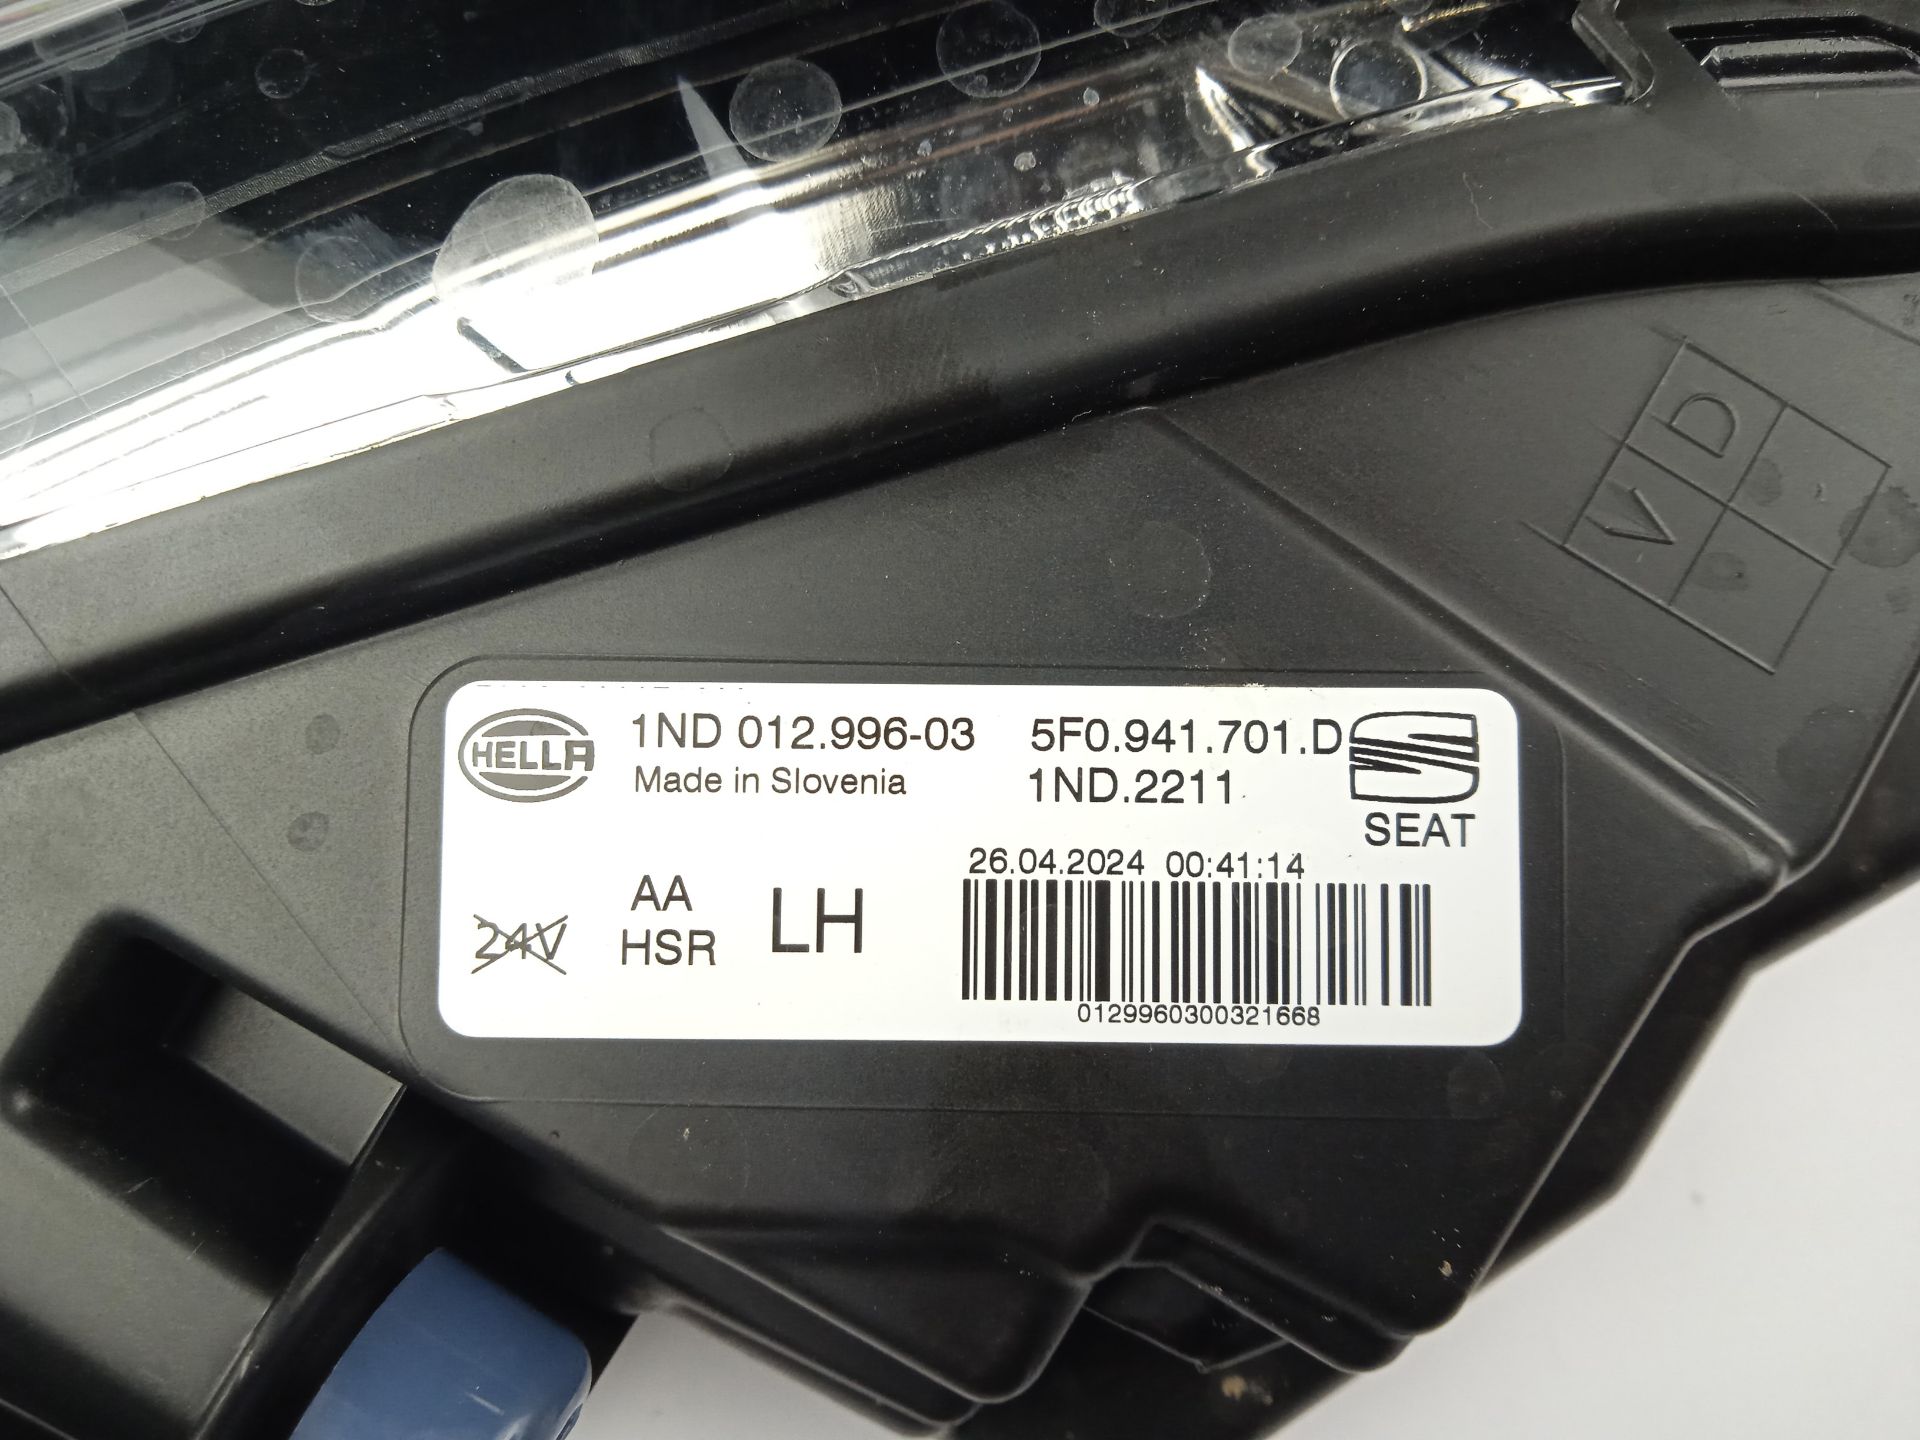 VD
HELLA
1ND 012.996-03
Made in Slovenia
5F0.941.701.D
1ND.2211
SEAT
26.04.2024 00:41:14
AA
HSR
LH
24V
0129960300321668